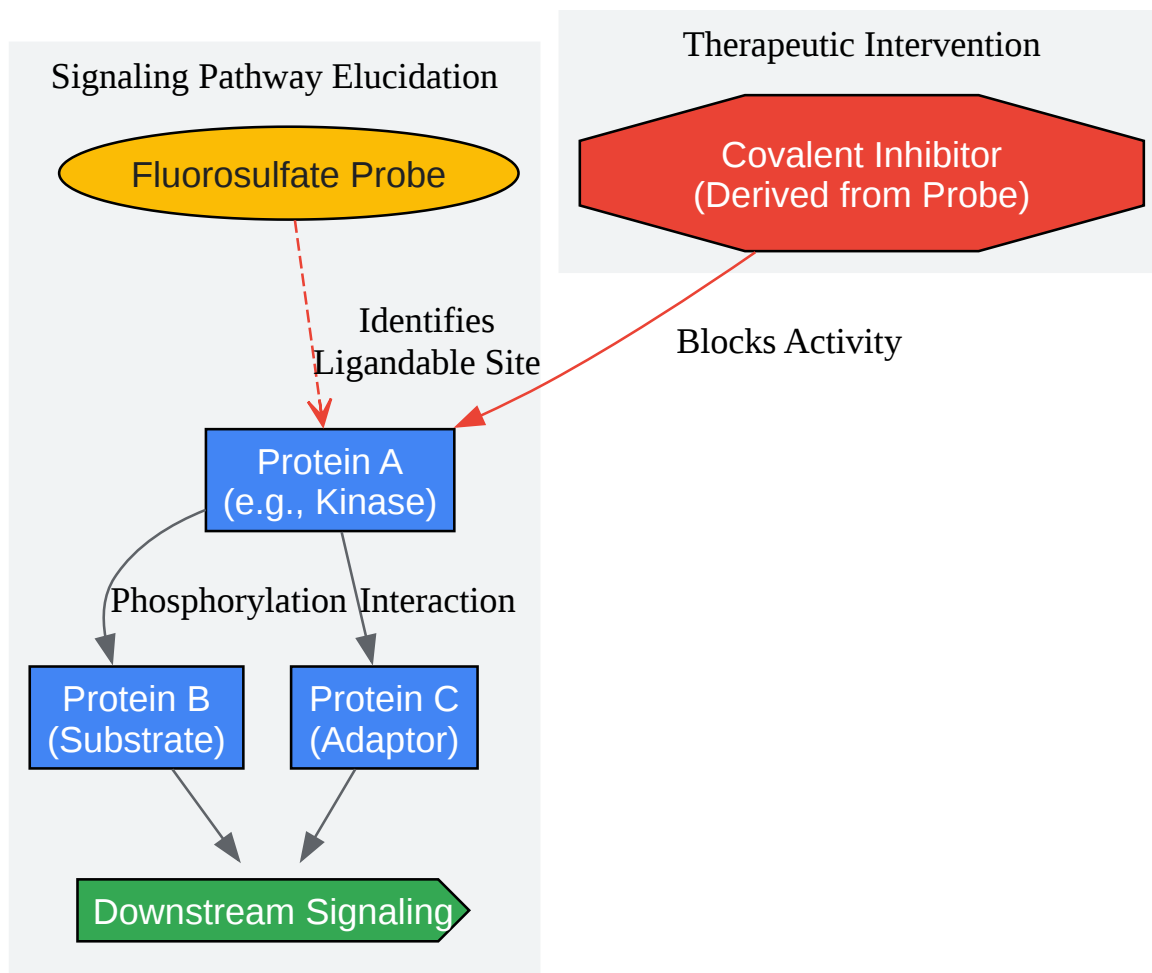 Therapeutic Intervention
Signaling Pathway Elucidation
Covalent Inhibitor
(Derived from Probe)
Fluorosulfate Probe
Identifies
Ligandable Site
Blocks Activity
Protein A
(e.g., Kinase)
Phosphorylation
Interaction
Protein B
(Substrate)
Protein C
(Adaptor)
Downstream Signaling